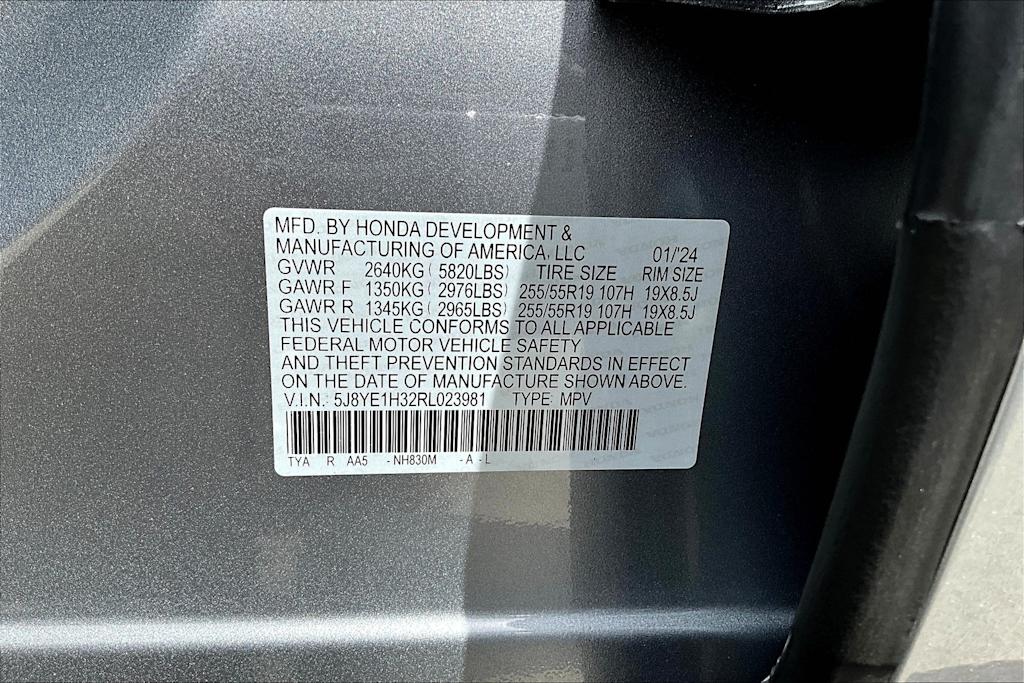 MFD. BY HONDA DEVELOPMENT &
MANUFACTURING OF AMERICA, LLC 01/'24
GVWR 2640KG ( 5820LBS) TIRE SIZE RIM SIZE
GAWR F 1350KG ( 2976LBS) 255/55R19 107H 19X8.5J
GAWR R 1345KG ( 2965LBS) 255/55R19 107H 19X8.5J
THIS VEHICLE CONFORMS TO ALL APPLICABLE
FEDERAL MOTOR VEHICLE SAFETY
AND THEFT PREVENTION STANDARDS IN EFFECT
ON THE DATE OF MANUFACTURE SHOWN ABOVE.
V.I.N.: 5J8YE1H32RL023981 TYPE: MPV
TYA R AA5 -NH830M -A -L